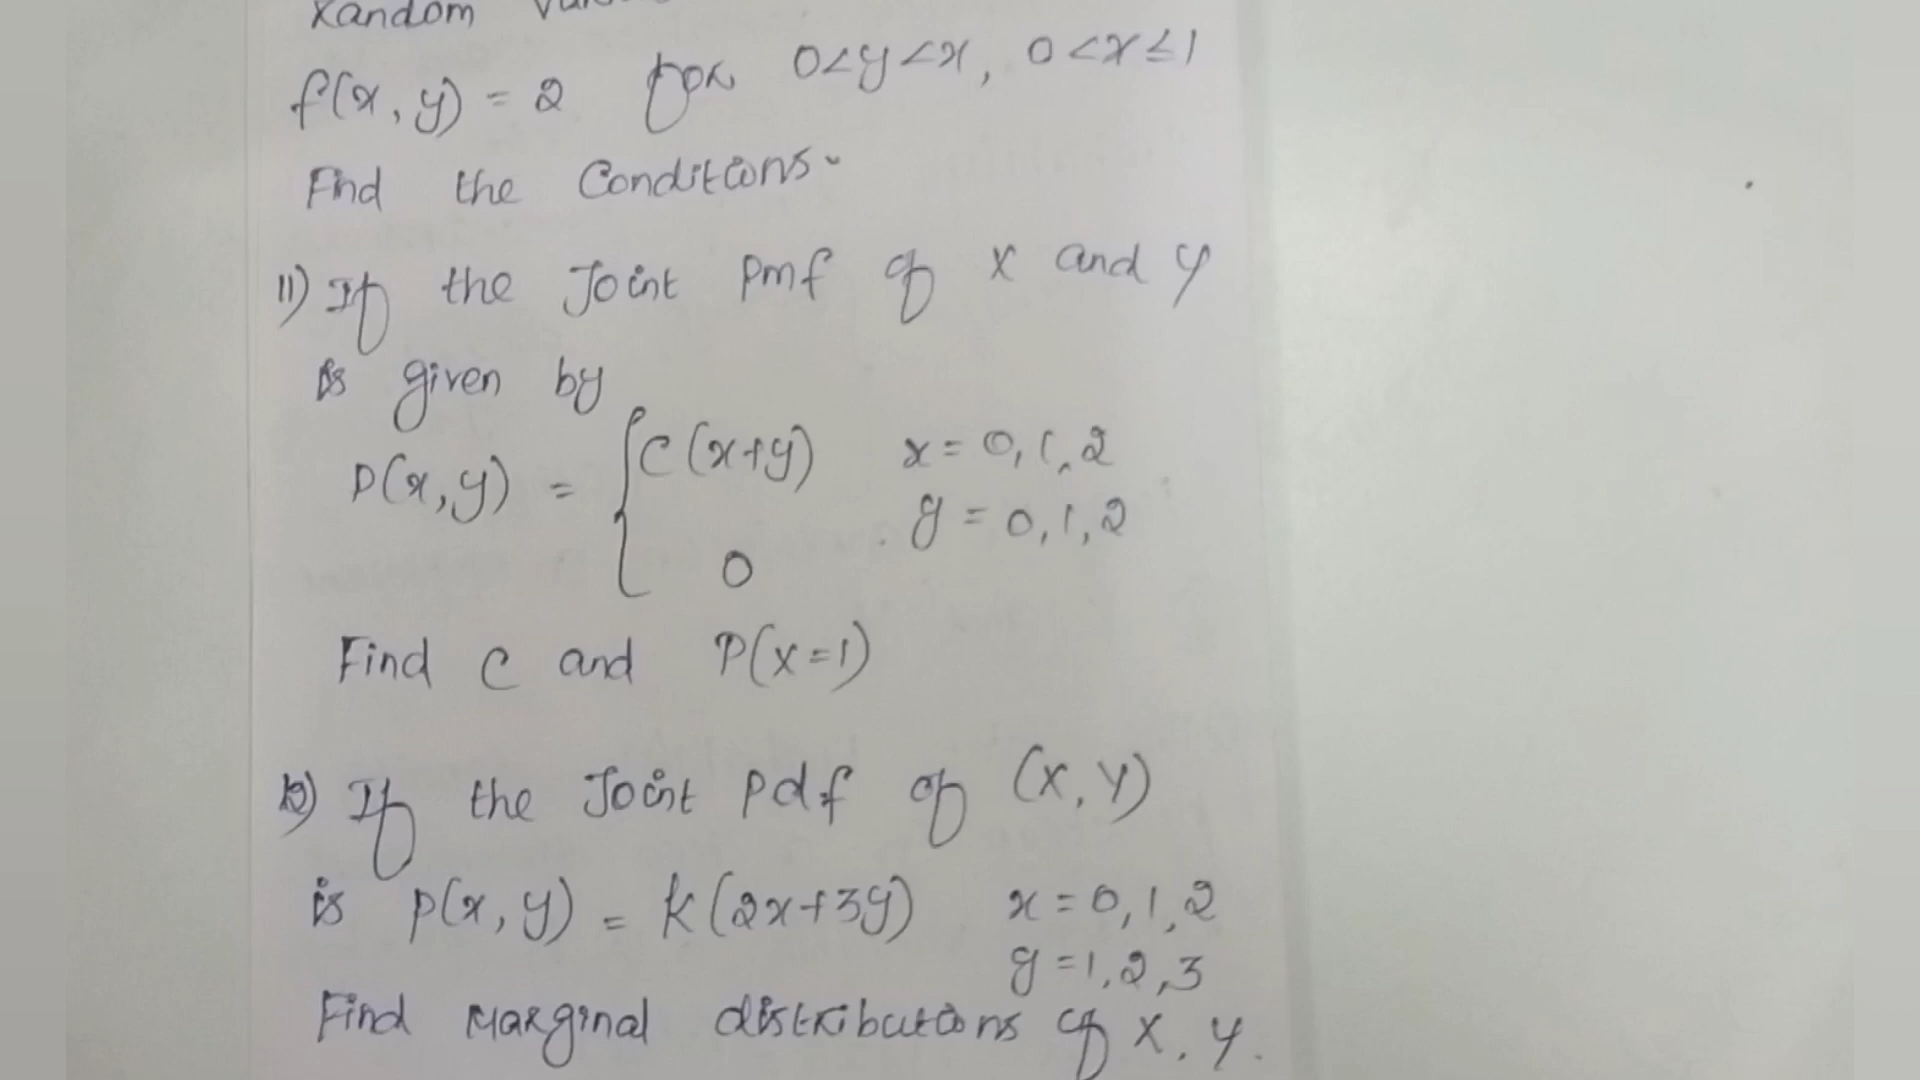 Random
f(x, y) = 2 for 0<y<x, 0<x≤1
Find the Conditions.
11) If the Joint Pmf of X and Y
is given by
P(x, y) = { C(x+y) x = 0, 1, 2
y = 0, 1, 2
0
Find C and P(X=1)
12) If the Joint Pdf of (X, Y)
is p(x, y) = K(2x+3y) x = 0, 1, 2
y = 1, 2, 3
Find Marginal distributions of X, Y.